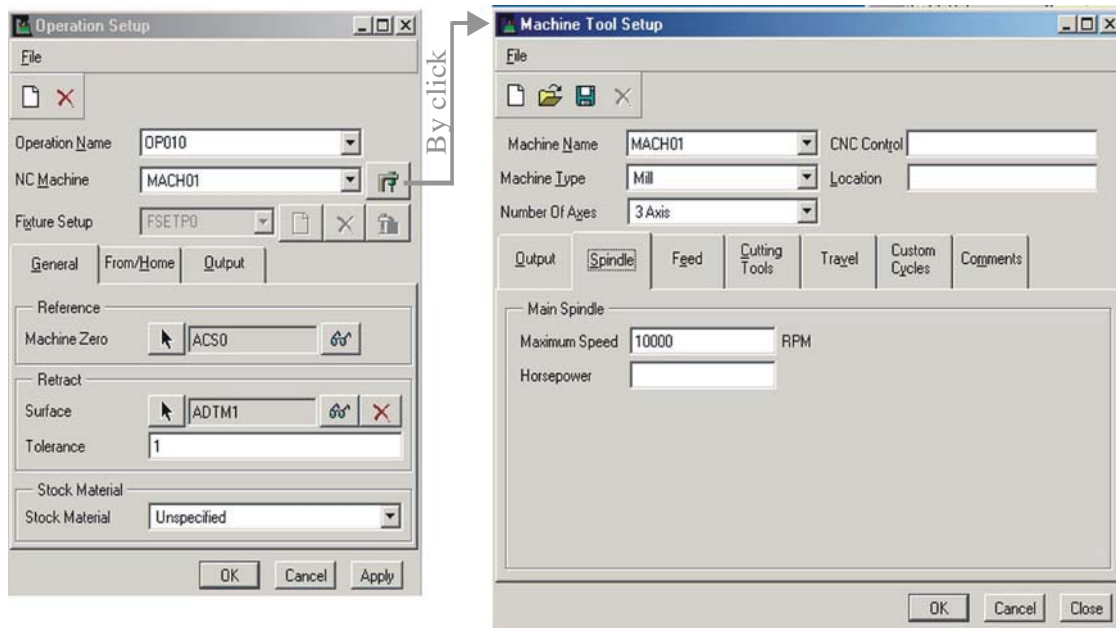 Operation Setup
File
Operation Name OP010
NC Machine MACH01
Fixture Setup FSETP0
General From/Home Output
Reference
Machine Zero ACS0
Retract
Surface ADTM1
Tolerance 1
Stock Material
Stock Material Unspecified
OK Cancel Apply
By click
Machine Tool Setup
File
Machine Name MACH01 CNC Control
Machine Type Mill Location
Number Of Axes 3 Axis
Output Spindle Feed Cutting Tools Travel Custom Cycles Comments
Main Spindle
Maximum Speed 10000 RPM
Horsepower
OK Cancel Close